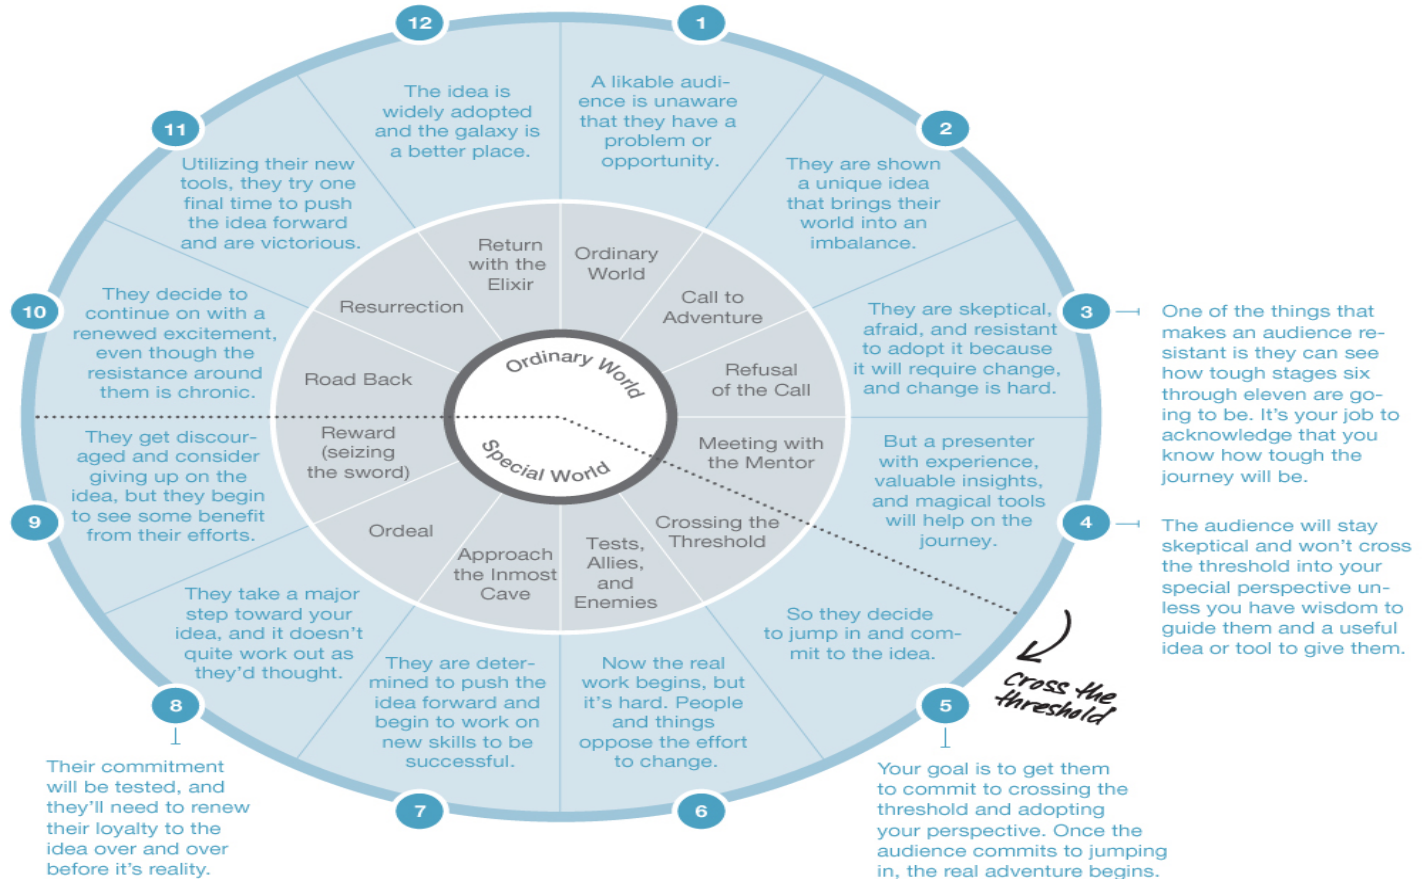 12
1
11
2
10
3
9
4
8
5
7
6
A likable audi-
ence is unaware
that they have a
problem or
opportunity.
They are shown
a unique idea
that brings their
world into an
imbalance.
They are skeptical,
afraid, and resistant
to adopt it because
it will require change,
and change is hard.
But a presenter
with experience,
valuable insights,
and magical tools
will help on the
journey.
So they decide
to jump in and com-
mit to the idea.
Now the real
work begins, but
it's hard. People
and things
oppose the effort
to change.
They are deter-
mined to push the
idea forward and
begin to work on
new skills to be
successful.
They take a major
step toward your
idea, and it doesn't
quite work out as
they'd thought.
They get discour-
aged and consider
giving up on the
idea, but they begin
to see some benefit
from their efforts.
They decide to
continue on with a
renewed excitement,
even though the
resistance around
them is chronic.
Utilizing their new
tools, they try one
final time to push
the idea forward
and are victorious.
The idea is
widely adopted
and the galaxy is
a better place.
Ordinary
World
Call to
Adventure
Refusal
of the Call
Meeting with
the Mentor
Crossing the
Threshold
Tests,
Allies,
and
Enemies
Approach
the Inmost
Cave
Ordeal
Reward
(seizing
the sword)
Road Back
Resurrection
Return
with the
Elixir
Ordinary World
Special World
One of the things that
makes an audience re-
sistant is they can see
how tough stages six
through eleven are go-
ing to be. It's your job to
acknowledge that you
know how tough the
journey will be.
The audience will stay
skeptical and won't cross
the threshold into your
special perspective un-
less you have wisdom to
guide them and a useful
idea or tool to give them.
cross the
threshold
Your goal is to get them
to commit to crossing the
threshold and adopting
your perspective. Once the
audience commits to jumping
in, the real adventure begins.
Their commitment
will be tested, and
they'll need to renew
their loyalty to the
idea over and over
before it's reality.